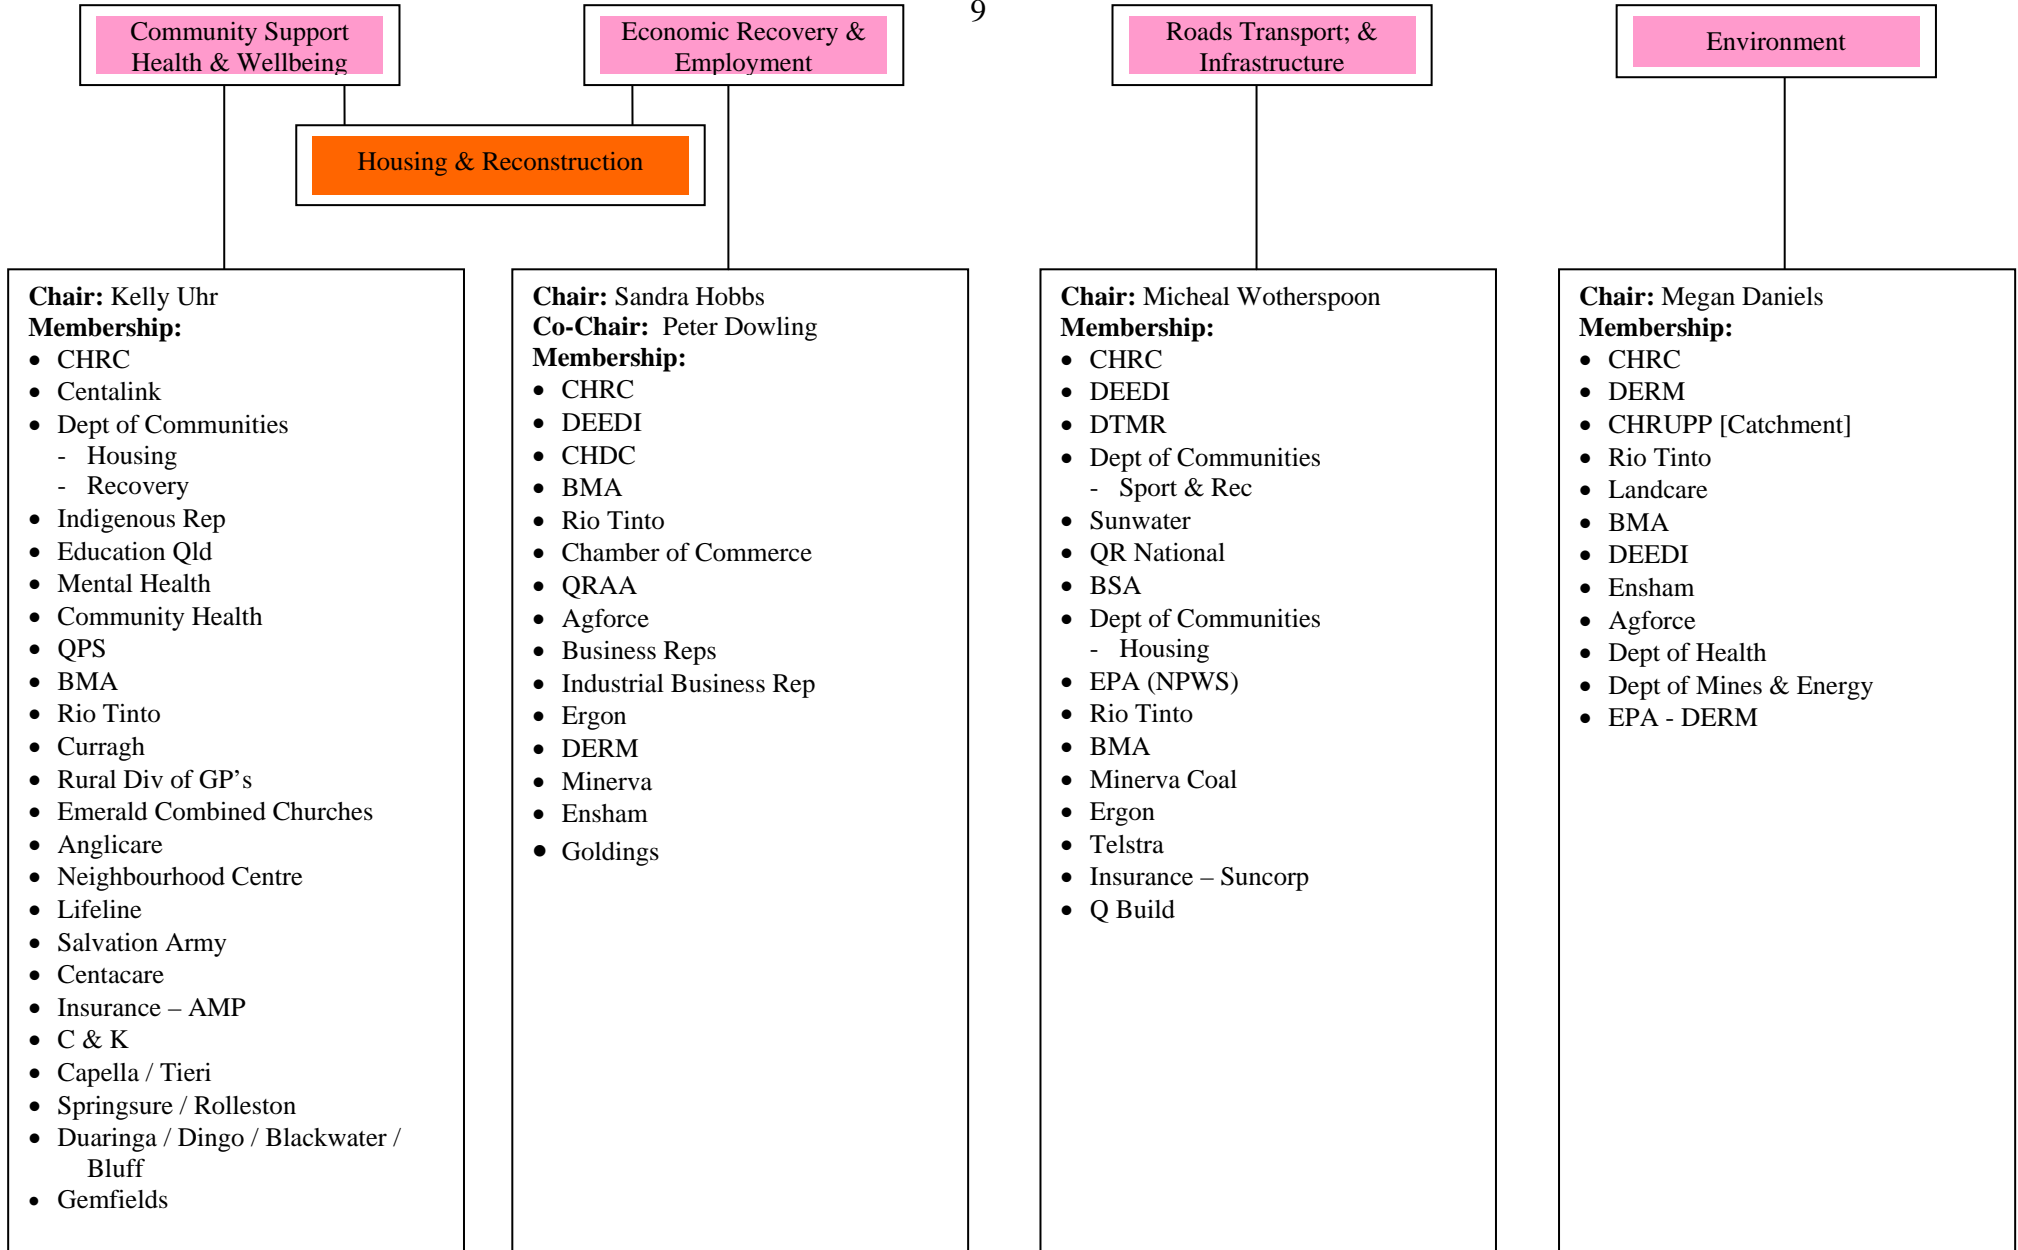 9
Community Support
Health & Wellbeing
Economic Recovery &
Employment
Roads Transport; &
Infrastructure
Environment
Housing & Reconstruction
Chair: Kelly Uhr
Membership:
• CHRC
• Centalink
• Dept of Communities
- Housing
- Recovery
• Indigenous Rep
• Education Qld
• Mental Health
• Community Health
• QPS
• BMA
• Rio Tinto
• Curragh
• Rural Div of GP’s
• Emerald Combined Churches
• Anglicare
• Neighbourhood Centre
• Lifeline
• Salvation Army
• Centacare
• Insurance – AMP
• C & K
• Capella / Tieri
• Springsure / Rolleston
• Duaringa / Dingo / Blackwater /
Bluff
• Gemfields
Chair: Sandra Hobbs
Co-Chair: Peter Dowling
Membership:
• CHRC
• DEEDI
• CHDC
• BMA
• Rio Tinto
• Chamber of Commerce
• QRAA
• Agforce
• Business Reps
• Industrial Business Rep
• Ergon
• DERM
• Minerva
• Ensham
• Goldings
Chair: Micheal Wotherspoon
Membership:
• CHRC
• DEEDI
• DTMR
• Dept of Communities
- Sport & Rec
• Sunwater
• QR National
• BSA
• Dept of Communities
- Housing
• EPA (NPWS)
• Rio Tinto
• BMA
• Minerva Coal
• Ergon
• Telstra
• Insurance – Suncorp
• Q Build
Chair: Megan Daniels
Membership:
• CHRC
• DERM
• CHRUPP [Catchment]
• Rio Tinto
• Landcare
• BMA
• DEEDI
• Ensham
• Agforce
• Dept of Health
• Dept of Mines & Energy
• EPA - DERM